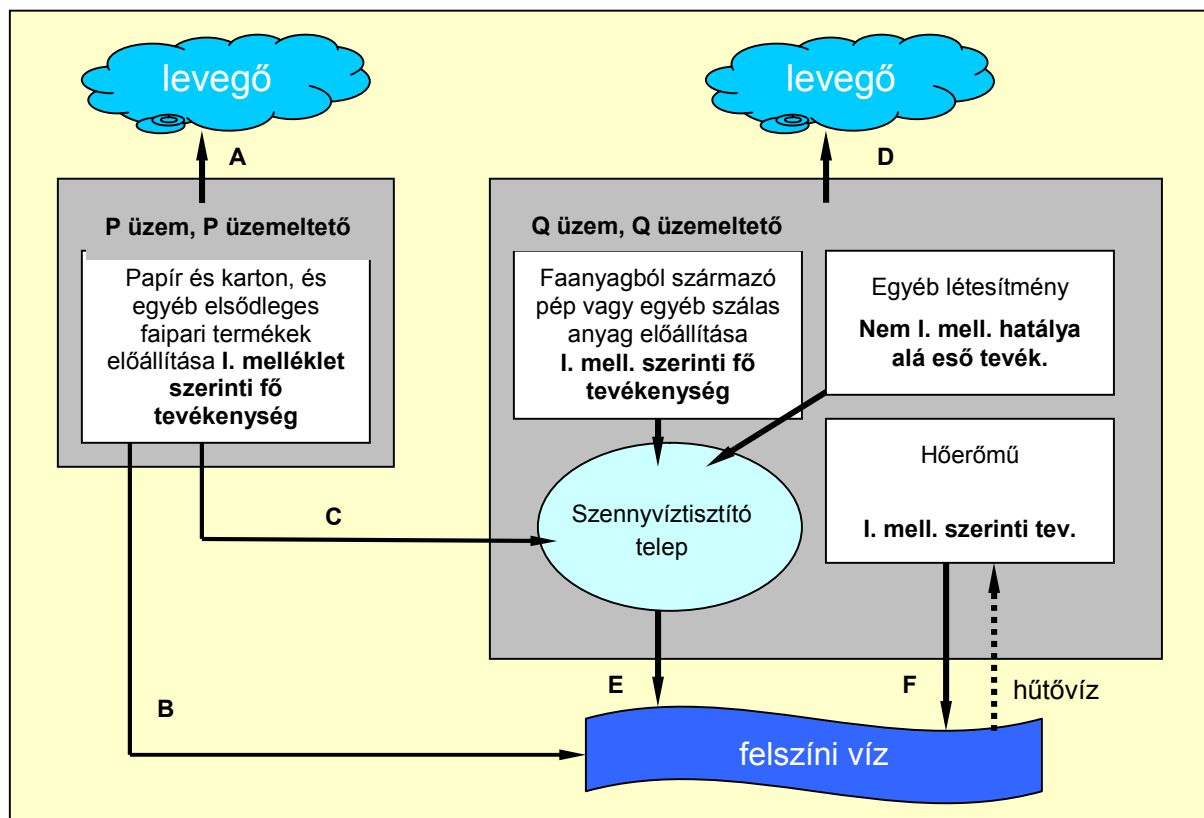 levegő
levegő
A
D
P üzem, P üzemeltető
Papír és karton, és
egyéb elsődleges
faipari termékek
előállítása I. melléklet
szerinti fő
tevékenység
Q üzem, Q üzemeltető
Faanyagból származó
pép vagy egyéb szálas
anyag előállítása
I. mell. szerinti fő
tevékenység
Egyéb létesítmény
Nem I. mell. hatálya
alá eső tevék.
Hőerőmű
I. mell. szerinti tev.
Szennyvíztisztító
telep
C
E
F
hűtővíz
B
felszíni víz